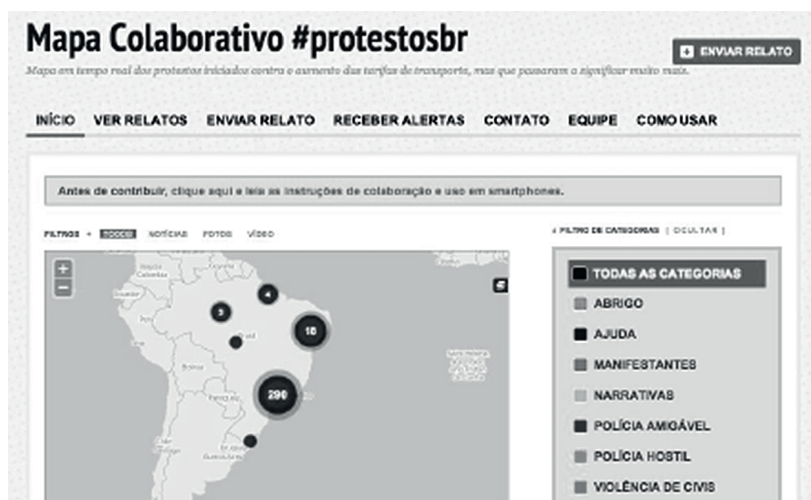 Mapa Colaborativo #protestosbr
ENVIAR RELATO
Mapa em tempo real dos protestos iniciados contra o aumento das tarifas de transporte, mas que passaram a significar muito mais.
INÍCIO VER RELATOS ENVIAR RELATO RECEBER ALERTAS CONTATO EQUIPE COMO USAR
Antes de contribuir, clique aqui e leia as instruções de colaboração e uso em smartphones.
FILTROS TODOS NOTÍCIAS FOTOS VÍDEO
FILTRO DE CATEGORIAS [ OCULTAR ]
+
−
TODAS AS CATEGORIAS
ABRIGO
AJUDA
MANIFESTANTES
NARRATIVAS
POLÍCIA AMIGÁVEL
POLÍCIA HOSTIL
VIOLÊNCIA DE CIVIS
4
3
18
290
Bolivia